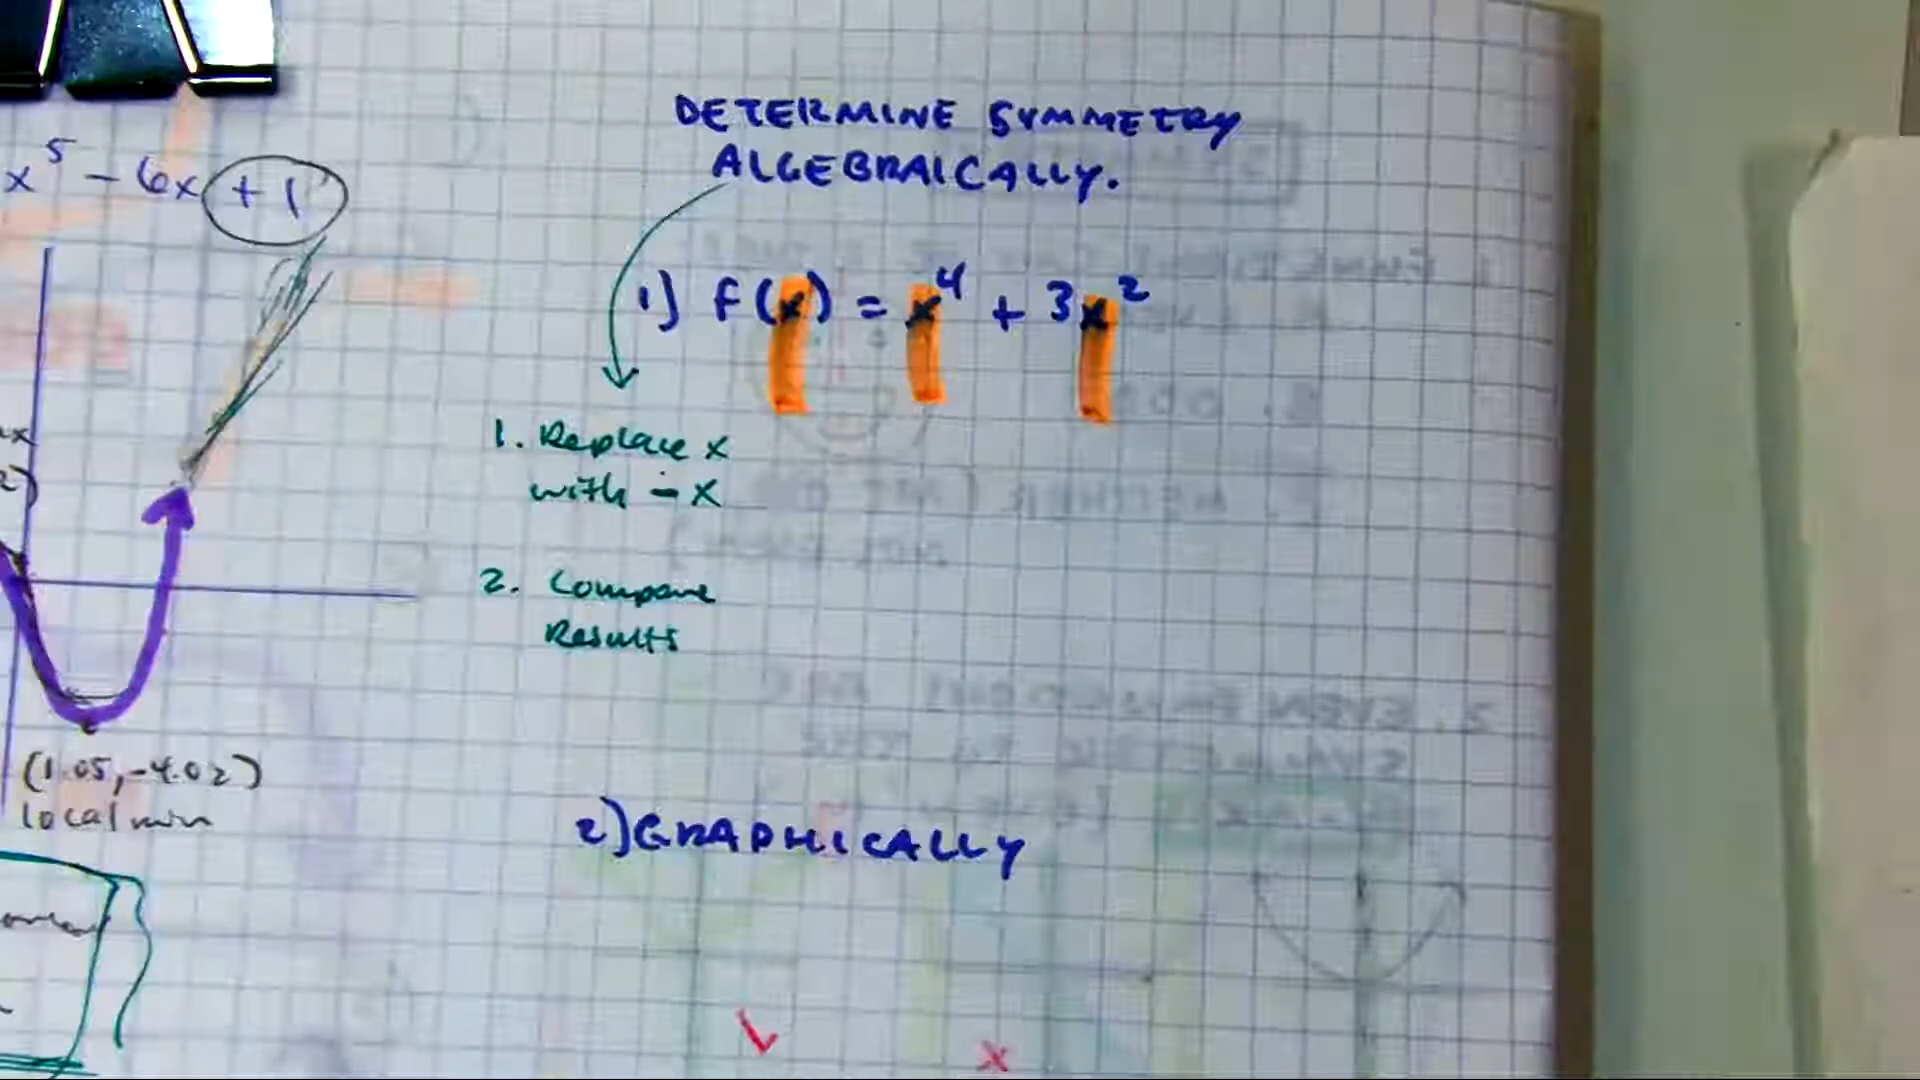 x⁵ - 6x + 1
(1.05, -4.02)
local min
DETERMINE SYMMETRY
ALGEBRAICALLY.
1) F(x) = x⁴ + 3x²
1. Replace x
with - x
2. Compare
Results
2) GRAPHICALLY
x